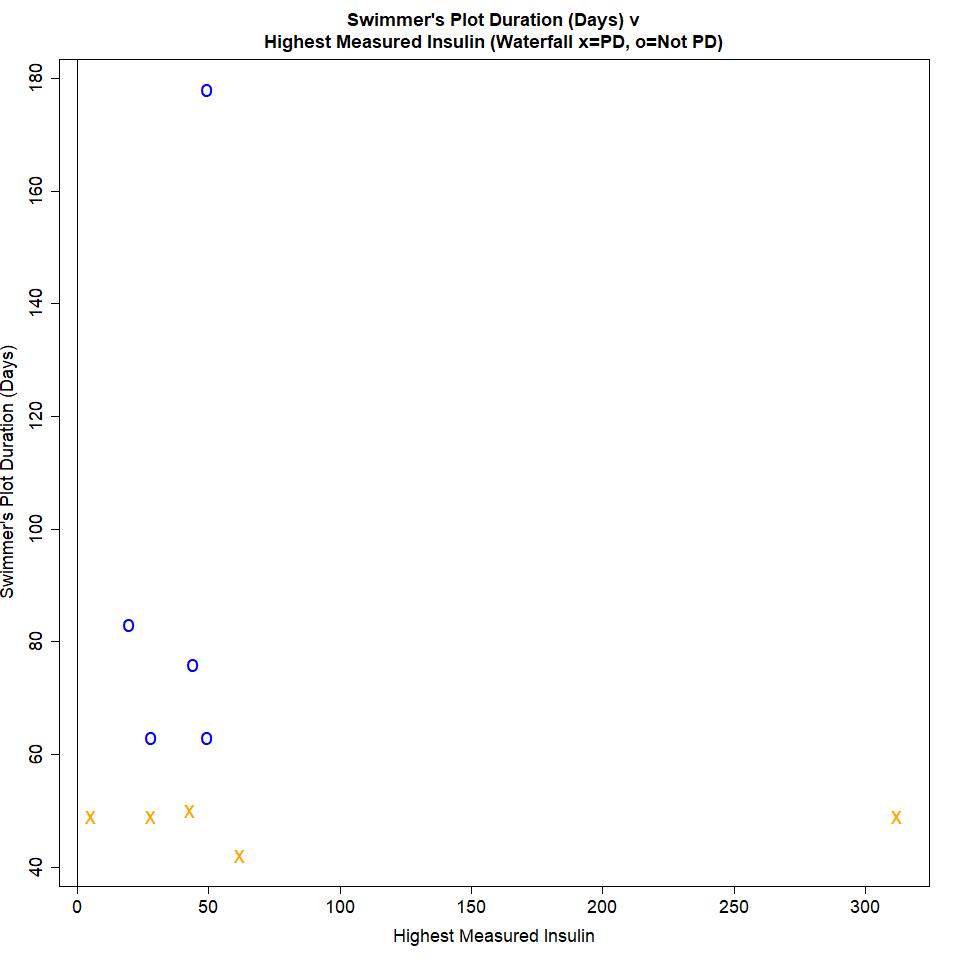 Swimmer's Plot Duration (Days) v
Highest Measured Insulin (Waterfall x=PD, o=Not PD)
Swimmer's Plot Duration (Days)
180
160
140
120
100
80
60
40
O
O
O
O O
X X X X
X
0 50 100 150 200 250 300
Highest Measured Insulin